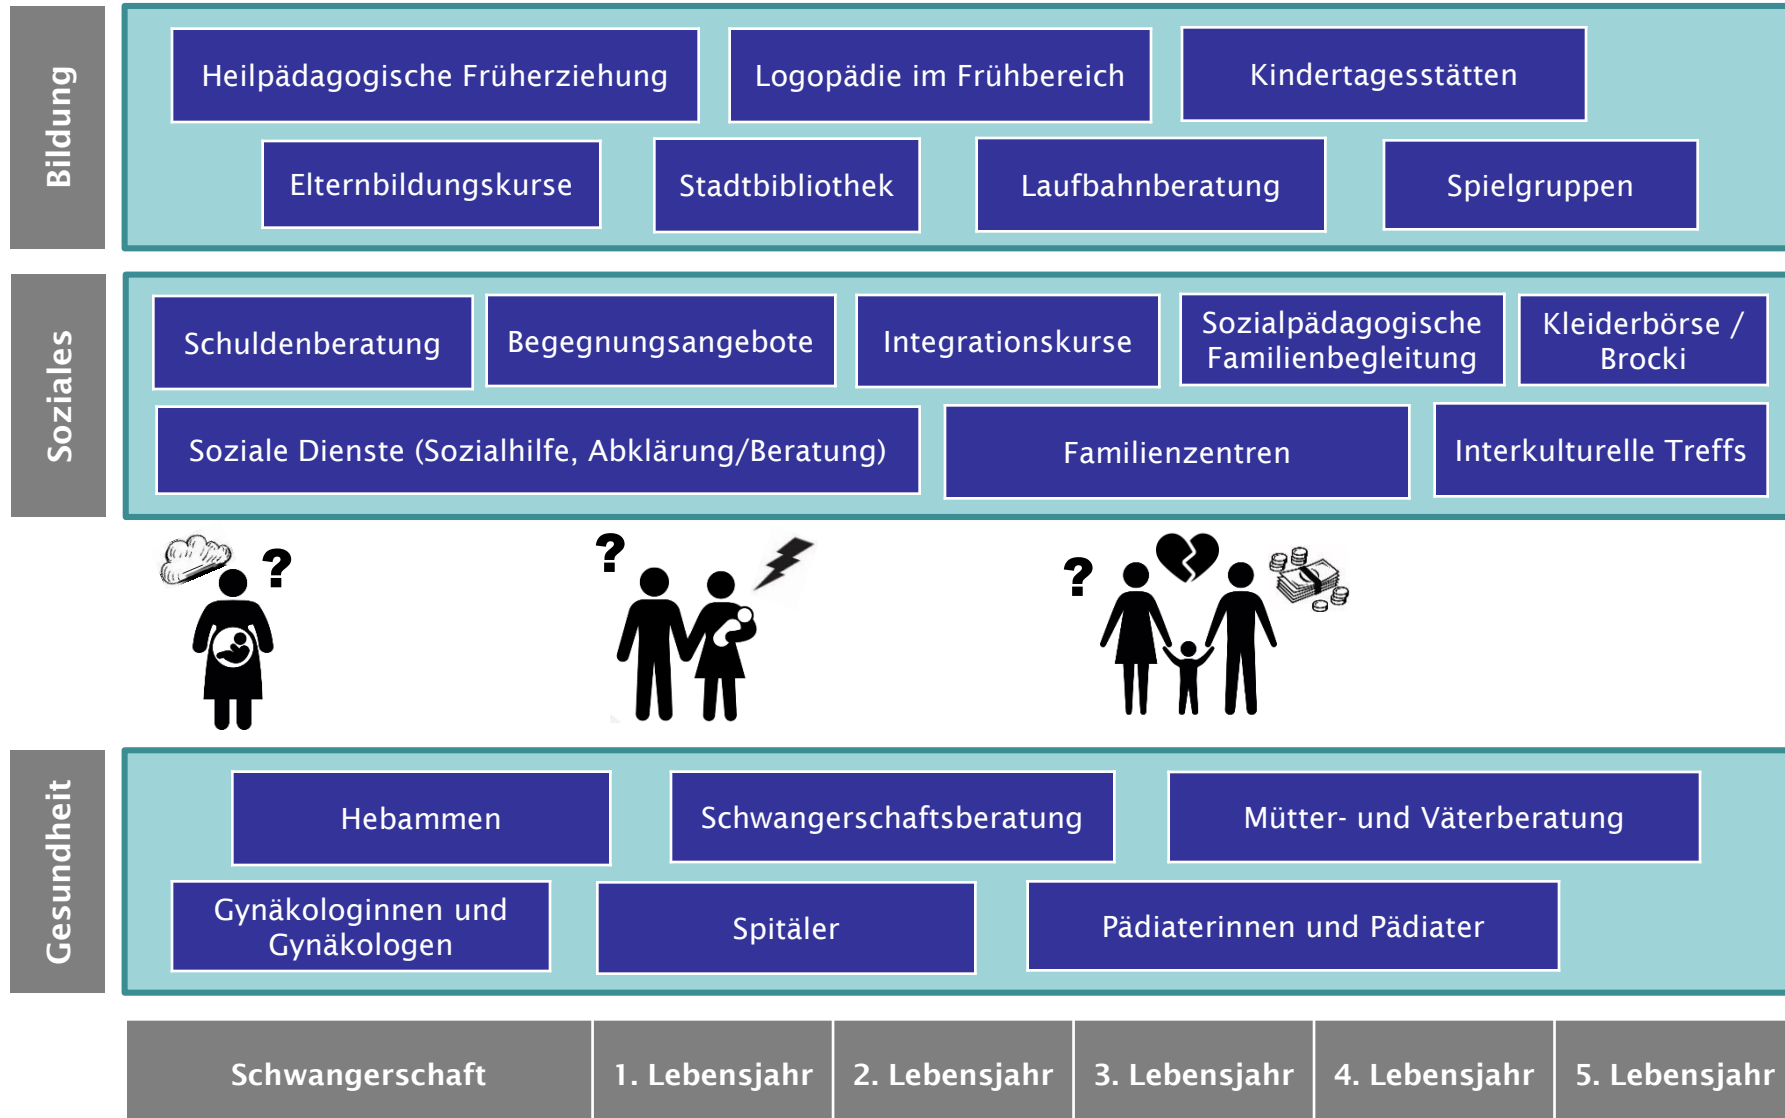 Bildung
Heilpädagogische Früherziehung
Logopädie im Frühbereich
Kindertagesstätten
Elternbildungskurse
Stadtbibliothek
Laufbahnberatung
Spielgruppen
Soziales
Schuldenberatung
Begegnungsangebote
Integrationskurse
Sozialpädagogische
Familienbegleitung
Kleiderbörse /
Brocki
Soziale Dienste (Sozialhilfe, Abklärung/Beratung)
Familienzentren
Interkulturelle Treffs
?
?
?
Gesundheit
Hebammen
Schwangerschaftsberatung
Mütter- und Väterberatung
Gynäkologinnen und
Gynäkologen
Spitäler
Pädiaterinnen und Pädiater
Schwangerschaft
1. Lebensjahr
2. Lebensjahr
3. Lebensjahr
4. Lebensjahr
5. Lebensjahr